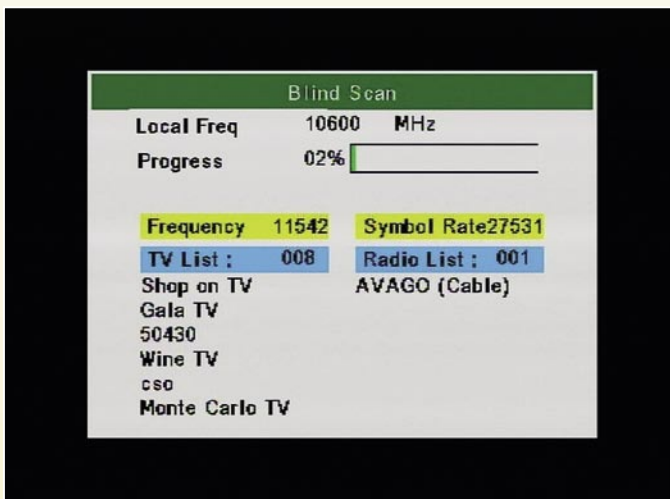 Blind Scan
Local Freq 10600 MHz
Progress 02%
Frequency 11542 Symbol Rate27531
TV List : 008 Radio List : 001
Shop on TV AVAGO (Cable)
Gala TV
50430
Wine TV
cso
Monte Carlo TV